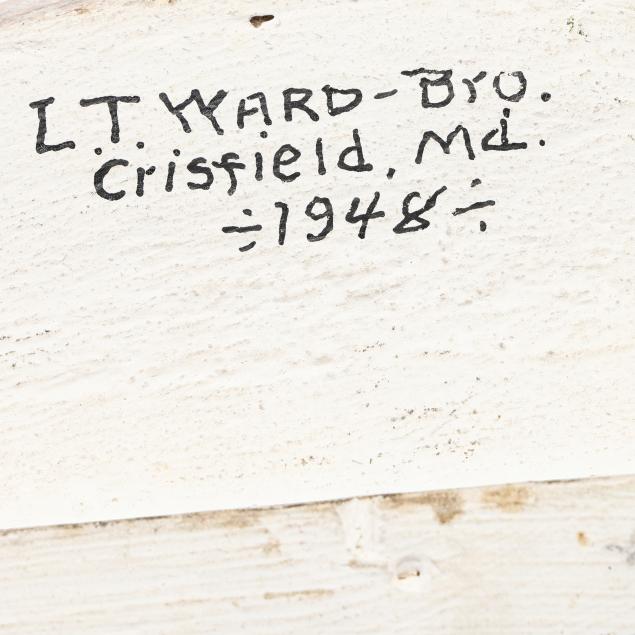 L T WARD-Bro.
Crisfield, Md.
÷1948÷